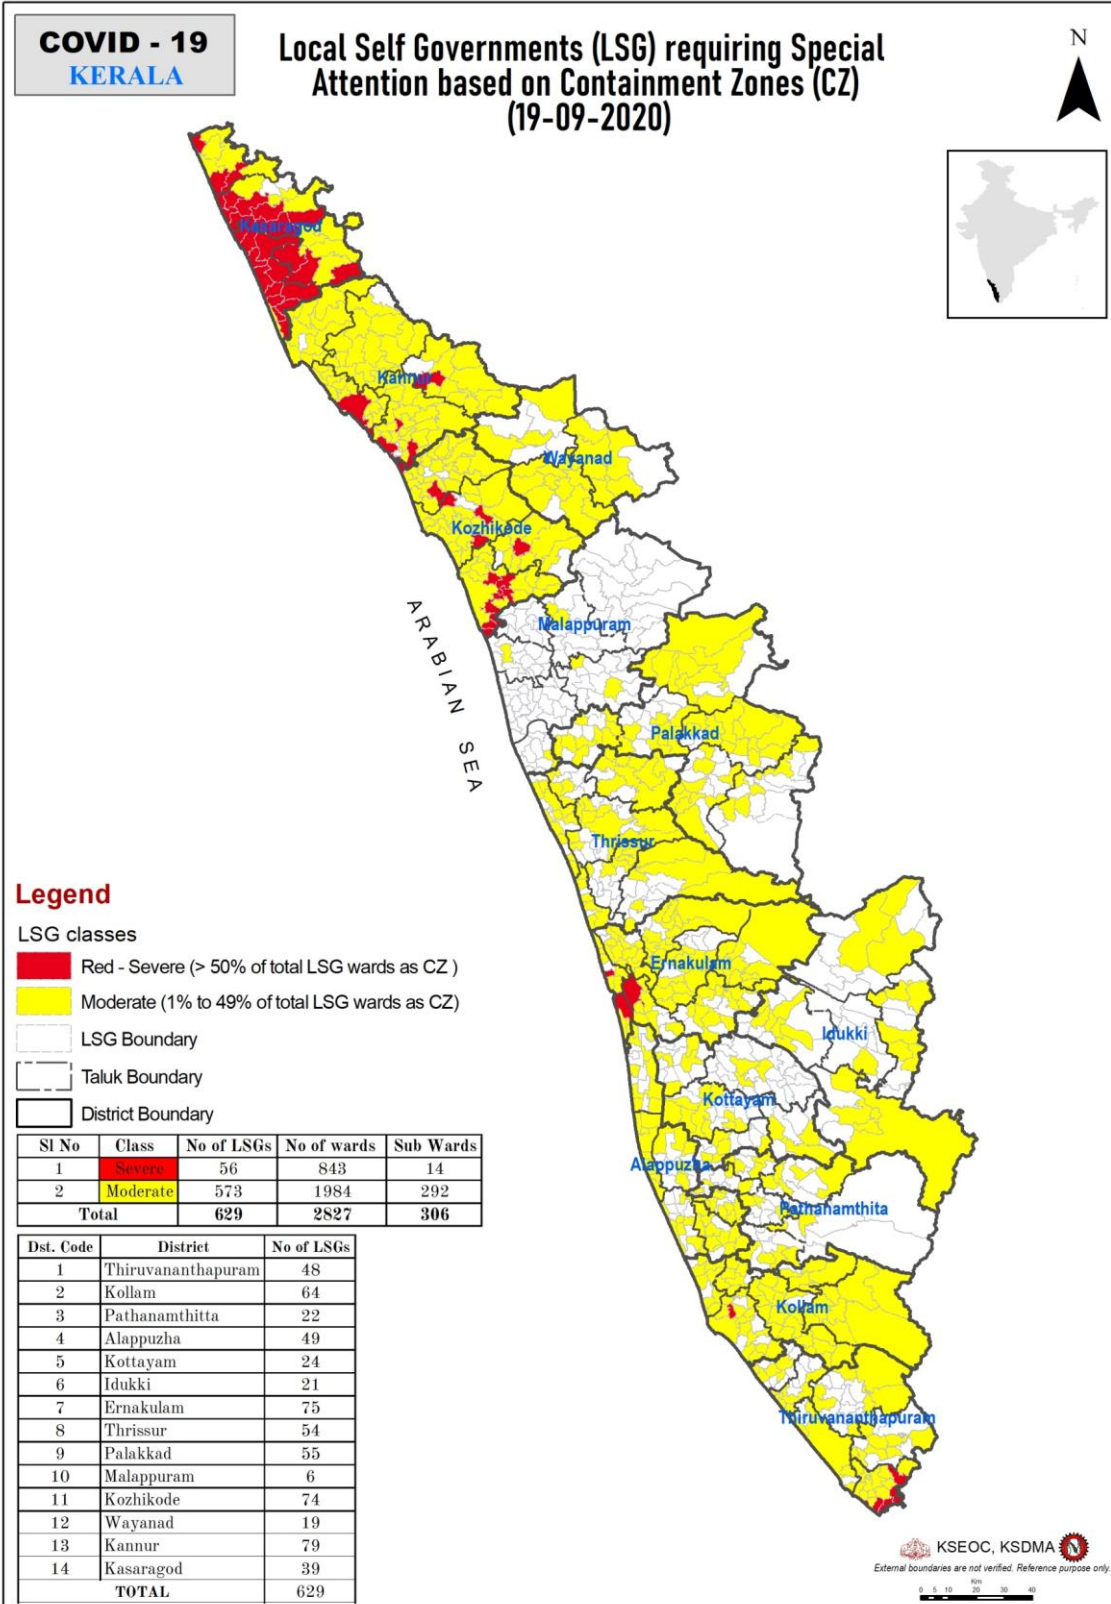 COVID - 19
KERALA
Local Self Governments (LSG) requiring Special
Attention based on Containment Zones (CZ)
(19-09-2020)
N
Kasaragod
Kannur
Wayanad
Kozhikode
Malappuram
ARABIAN SEA
Palakkad
Thrissur
Ernakulam
Idukki
Kottayam
Alappuzha
Pathanamthita
Kollam
Thiruvananthapuram
Legend
LSG classes
Red - Severe (> 50% of total LSG wards as CZ )
Moderate (1% to 49% of total LSG wards as CZ)
LSG Boundary
Taluk Boundary
District Boundary
Sl No Class No of LSGs No of wards Sub Wards
1 Severe 56 843 14
2 Moderate 573 1984 292
Total 629 2827 306
Dst. Code District No of LSGs
1 Thiruvananthapuram 48
2 Kollam 64
3 Pathanamthitta 22
4 Alappuzha 49
5 Kottayam 24
6 Idukki 21
7 Ernakulam 75
8 Thrissur 54
9 Palakkad 55
10 Malappuram 6
11 Kozhikode 74
12 Wayanad 19
13 Kannur 79
14 Kasaragod 39
TOTAL 629
KSEOC, KSDMA
External boundaries are not verified. Reference purpose only.
Km
0 5 10 20 30 40